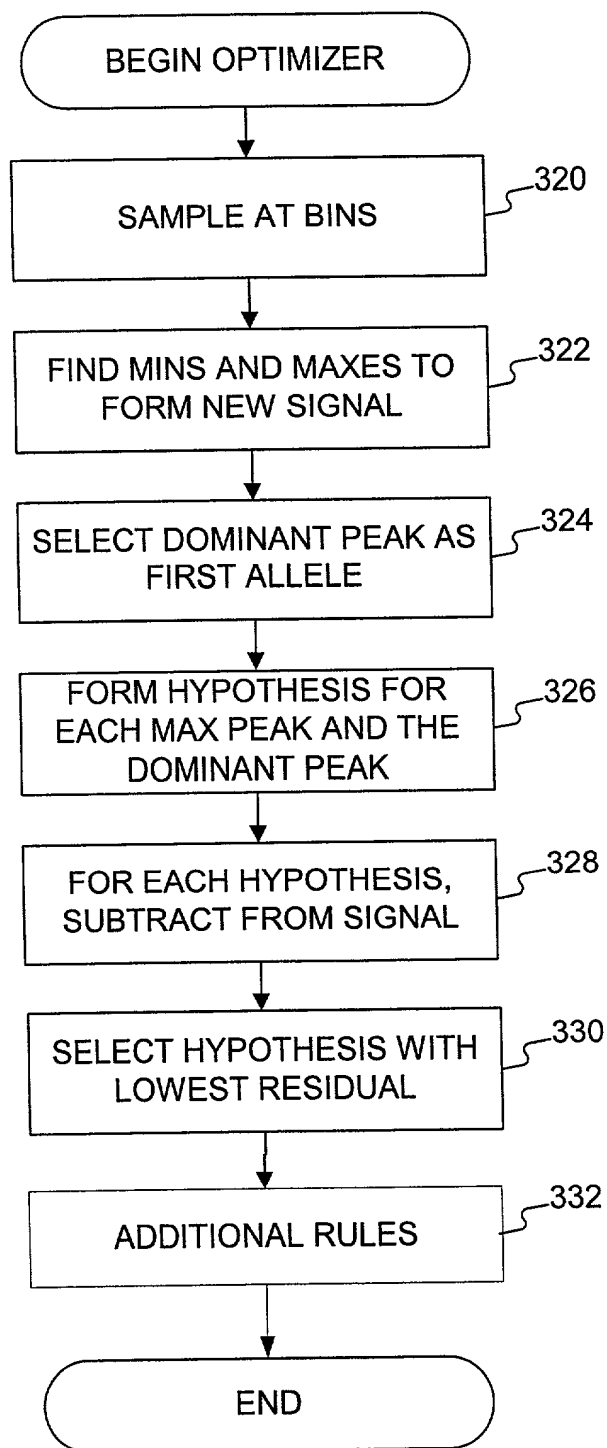 BEGIN OPTIMIZER
320
SAMPLE AT BINS
322
FIND MINS AND MAXES TO
FORM NEW SIGNAL
324
SELECT DOMINANT PEAK AS
FIRST ALLELE
326
FORM HYPOTHESIS FOR
EACH MAX PEAK AND THE
DOMINANT PEAK
328
FOR EACH HYPOTHESIS,
SUBTRACT FROM SIGNAL
330
SELECT HYPOTHESIS WITH
LOWEST RESIDUAL
332
ADDITIONAL RULES
END